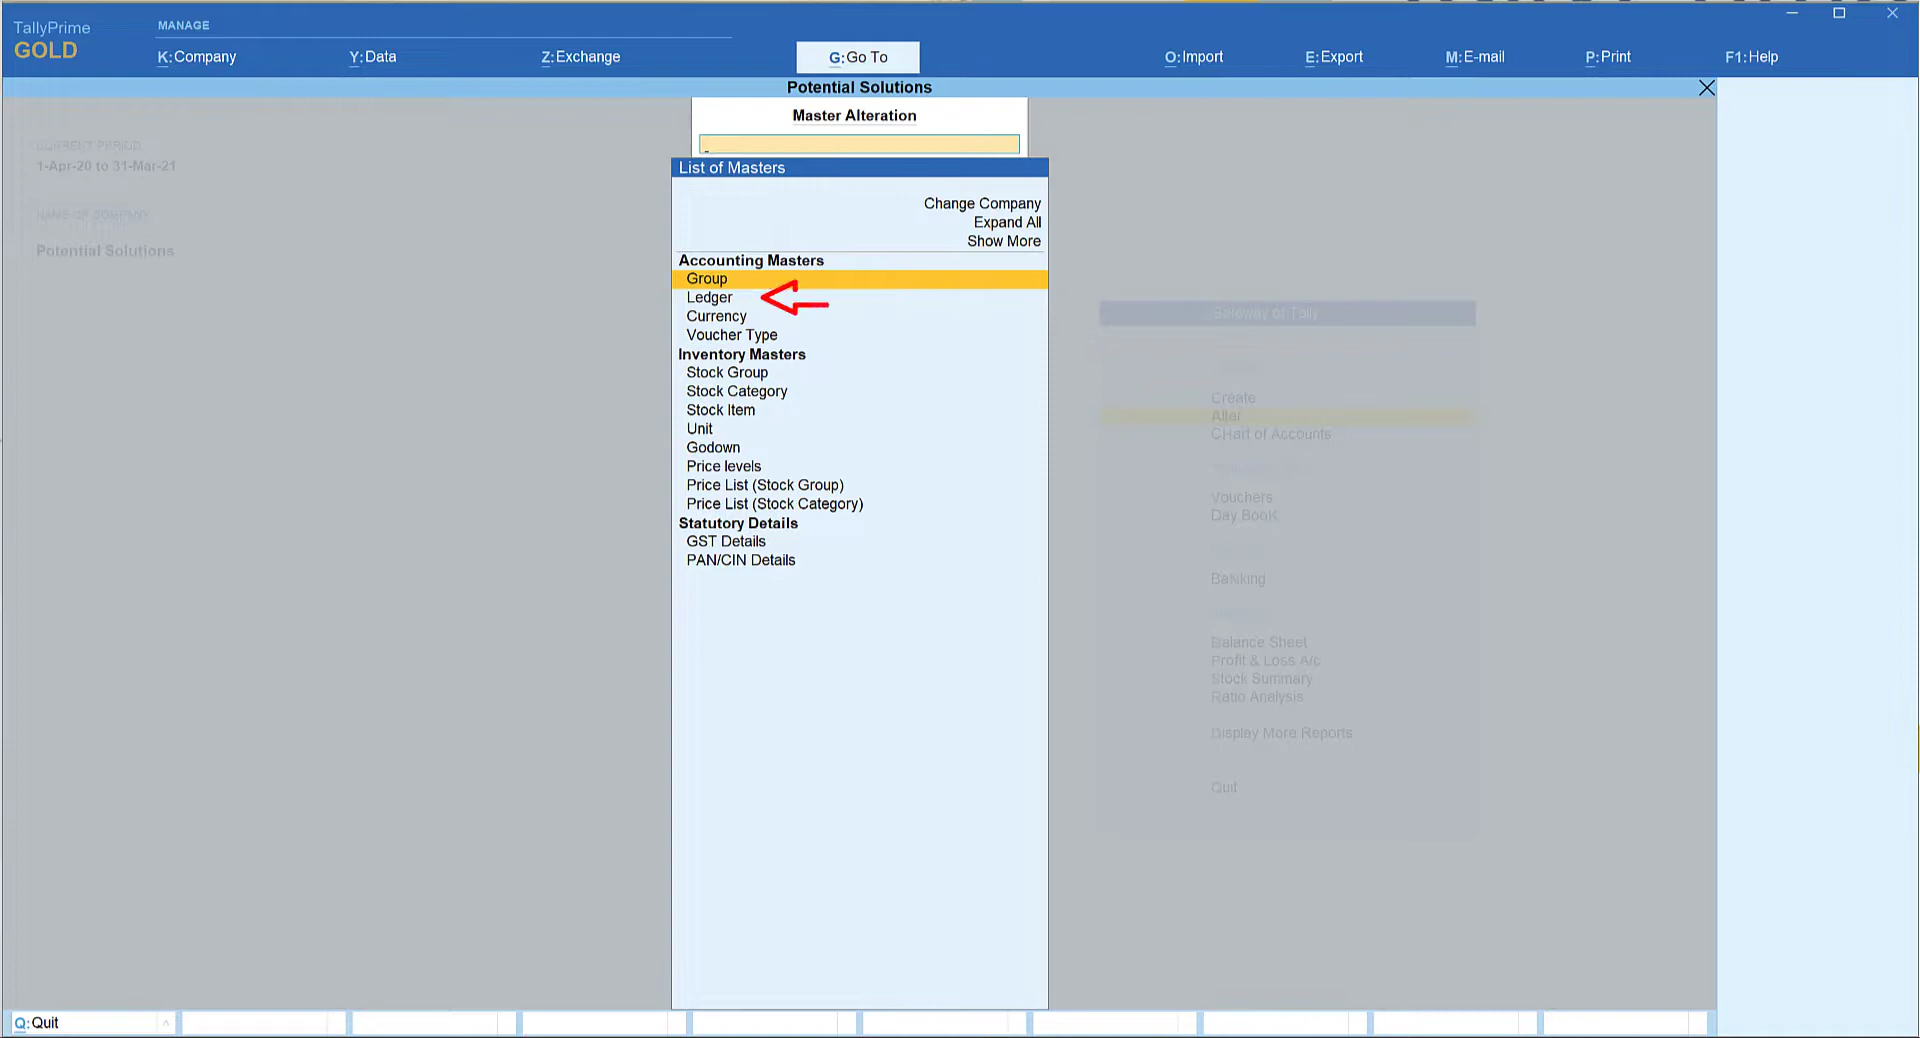 TallyPrime
GOLD
MANAGE
K:Company
Y:Data
Z:Exchange
G:Go To
O:Import
E:Export
M:E-mail
P:Print
F1:Help
Potential Solutions
Master Alteration
CURRENT PERIOD
1-Apr-20 to 31-Mar-21
NAME OF COMPANY
Potential Solutions
List of Masters
Change Company
Expand All
Show More
Accounting Masters
Group
Ledger
Currency
Voucher Type
Inventory Masters
Stock Group
Stock Category
Stock Item
Unit
Godown
Price levels
Price List (Stock Group)
Price List (Stock Category)
Statutory Details
GST Details
PAN/CIN Details
Gateway of Tally
Create
Alter
CHart of Accounts
Vouchers
Day BooK
BaNking
Balance Sheet
Profit & Loss A/c
Stock Summary
Ratio Analysis
Display More Reports
Quit
Q:Quit